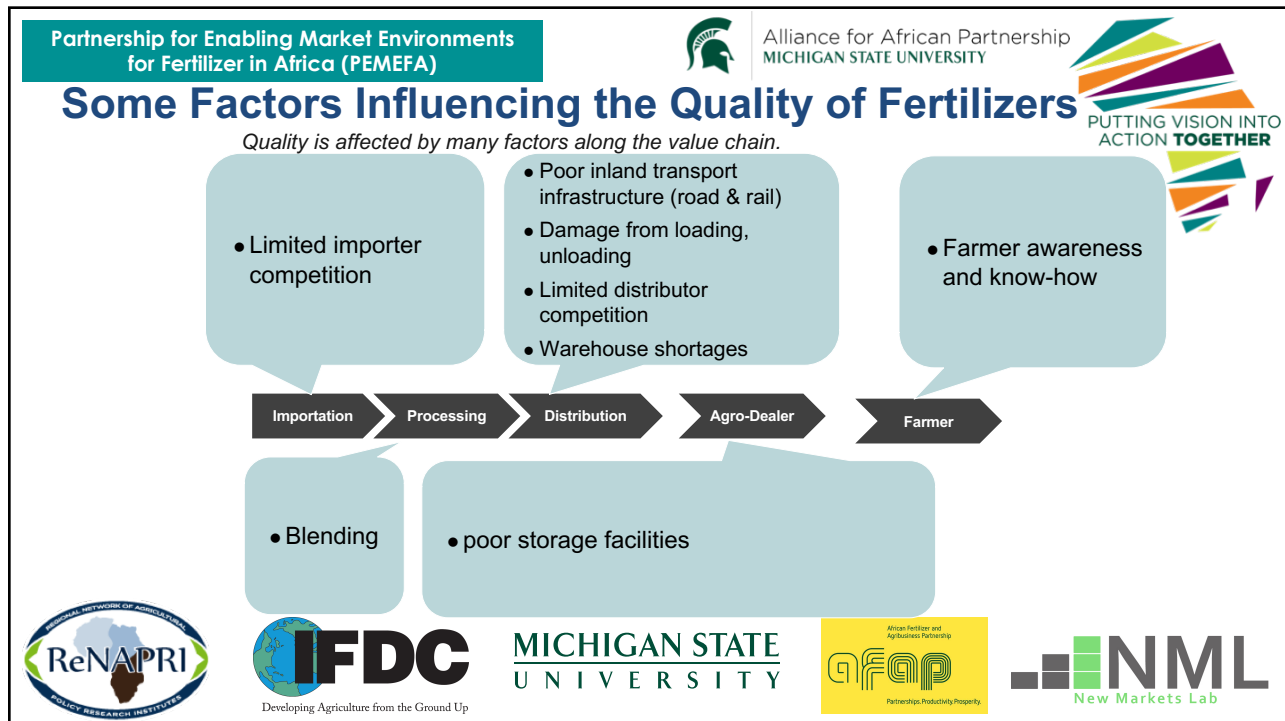 Partnership for Enabling Market Environments
for Fertilizer in Africa (PEMEFA)
Alliance for African Partnership
MICHIGAN STATE UNIVERSITY
PUTTING VISION INTO
ACTION TOGETHER
Some Factors Influencing the Quality of Fertilizers
Quality is affected by many factors along the value chain.
● Limited importer
competition
● Poor inland transport
infrastructure (road & rail)
● Damage from loading,
unloading
● Limited distributor
competition
● Warehouse shortages
● Farmer awareness
and know-how
Importation
Processing
Distribution
Agro-Dealer
Farmer
● Blending
● poor storage facilities
REGIONAL NETWORK OF AGRICULTURAL
ReNAPRI
POLICY RESEARCH INSTITUTES
IFDC
Developing Agriculture from the Ground Up
MICHIGAN STATE
UNIVERSITY
African Fertilizer and
Agribusiness Partnership
afap
Partnerships.Productivity.Prosperity.
NML
New Markets Lab